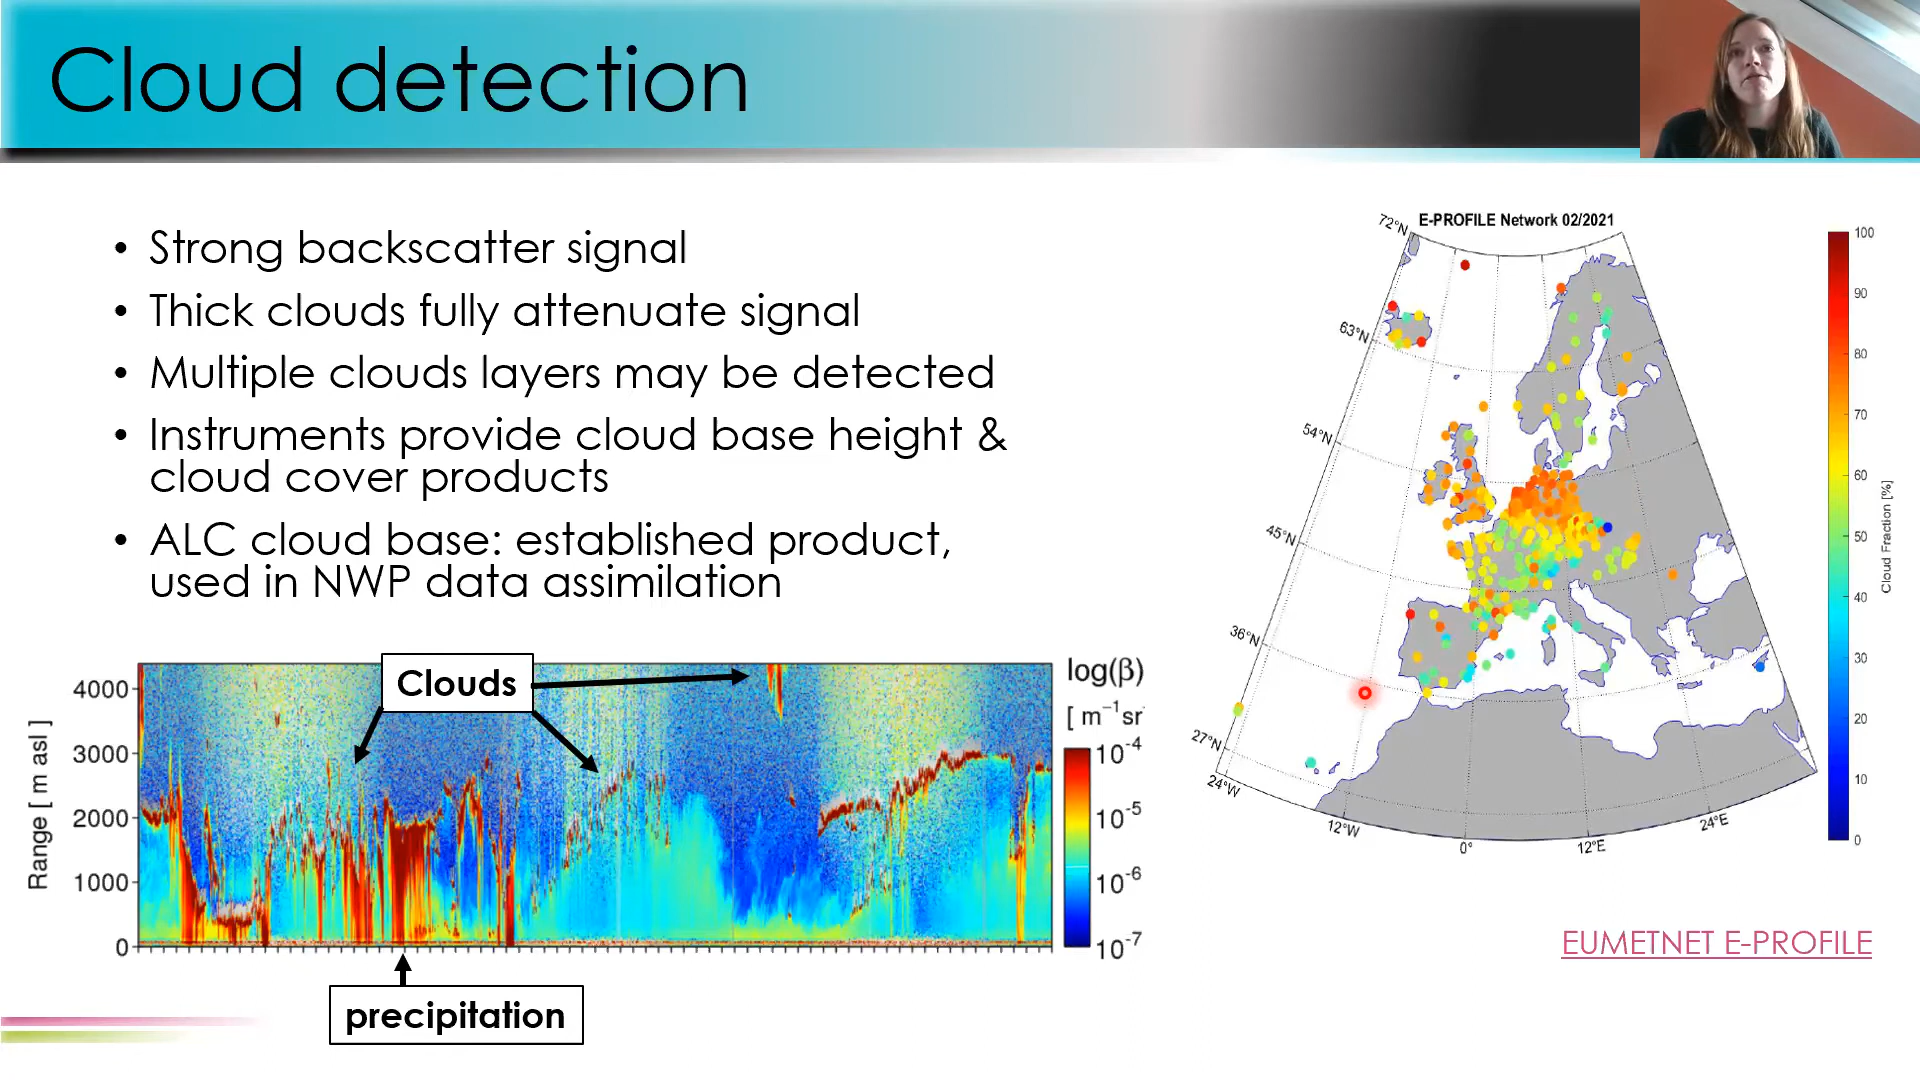 Cloud detection
• Strong backscatter signal
• Thick clouds fully attenuate signal
• Multiple clouds layers may be detected
• Instruments provide cloud base height &
cloud cover products
• ALC cloud base: established product,
used in NWP data assimilation
Clouds
precipitation
Range [ m asl ]
4000
3000
2000
1000
0
log(β)
[ m⁻¹sr
10⁻⁴
10⁻⁵
10⁻⁶
10⁻⁷
E-PROFILE Network 02/2021
72°N
63°N
54°N
45°N
36°N
27°N
24°W
12°W
0°
12°E
24°E
100
90
80
70
60
50
40
30
20
10
0
Cloud Fraction [%]
EUMETNET E-PROFILE